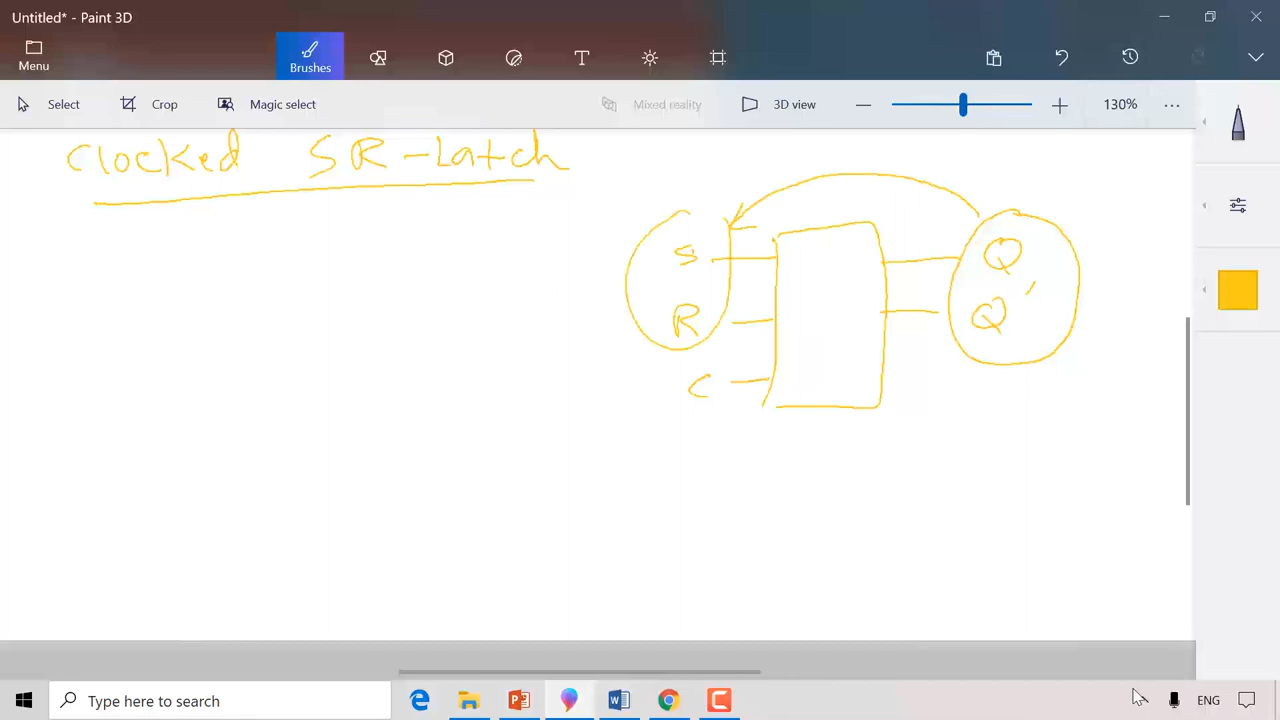 Untitled* - Paint 3D
Menu
Brushes
Select
Crop
Magic select
Mixed reality
3D view
130%
Clocked SR-Latch
S
Q
R
Q'
C
Type here to search
ENG